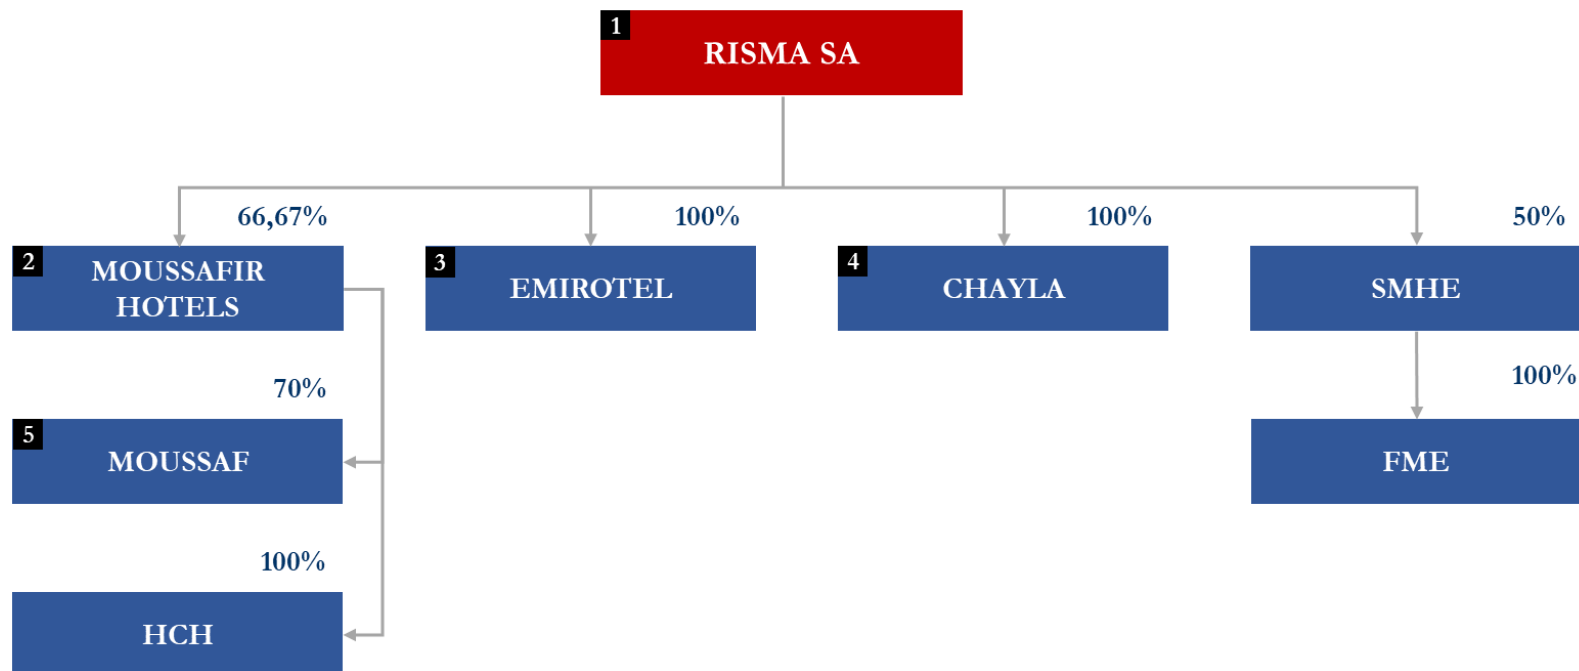 1
RISMA SA
66,67%
100%
100%
50%
2
MOUSSAFIR
HOTELS
3
EMIROTEL
4
CHAYLA
SMHE
70%
100%
5
MOUSSAF
FME
100%
HCH